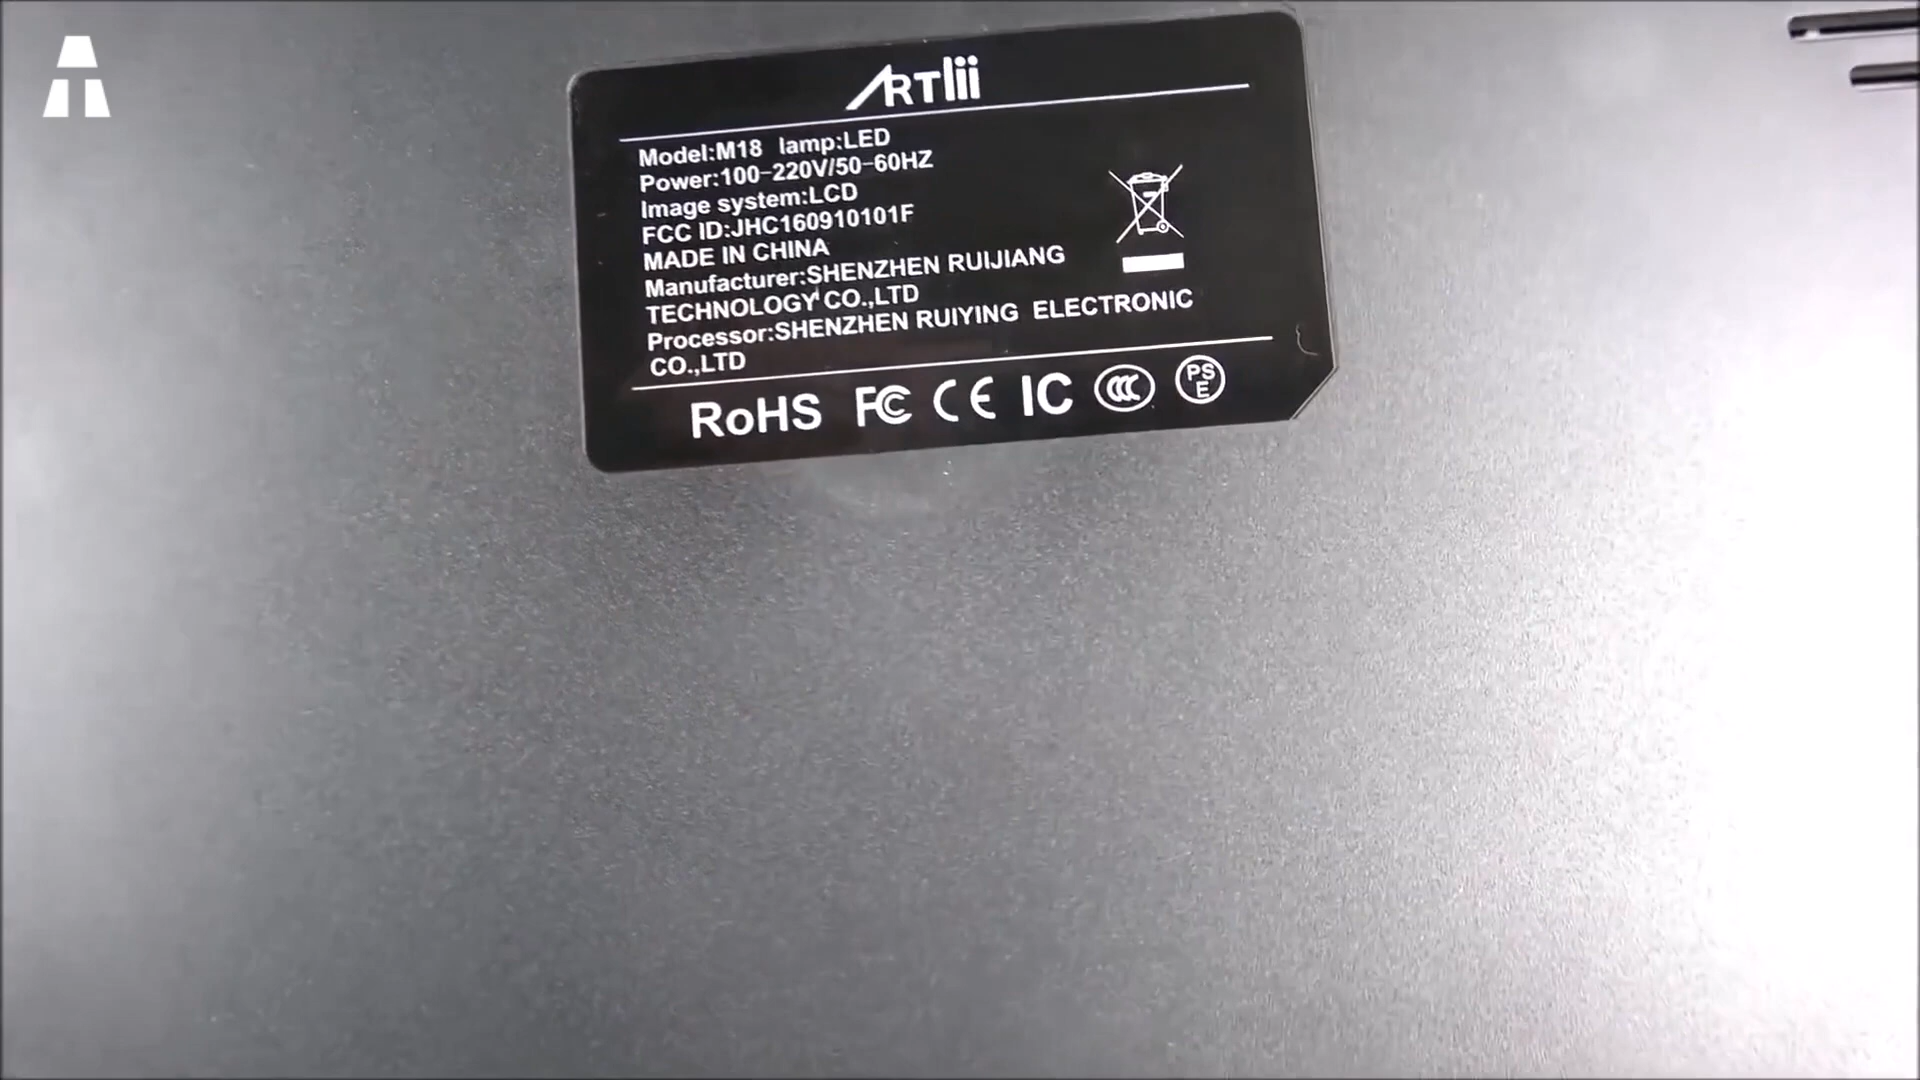 ARTlii
Model:M18 lamp:LED
Power:100-220V/50-60HZ
Image system:LCD
FCC ID:JHC160910101F
MADE IN CHINA
Manufacturer:SHENZHEN RUIJIANG
TECHNOLOGY CO.,LTD
Processor:SHENZHEN RUIYING ELECTRONIC
CO.,LTD
RoHS FC CE IC CCC PSE